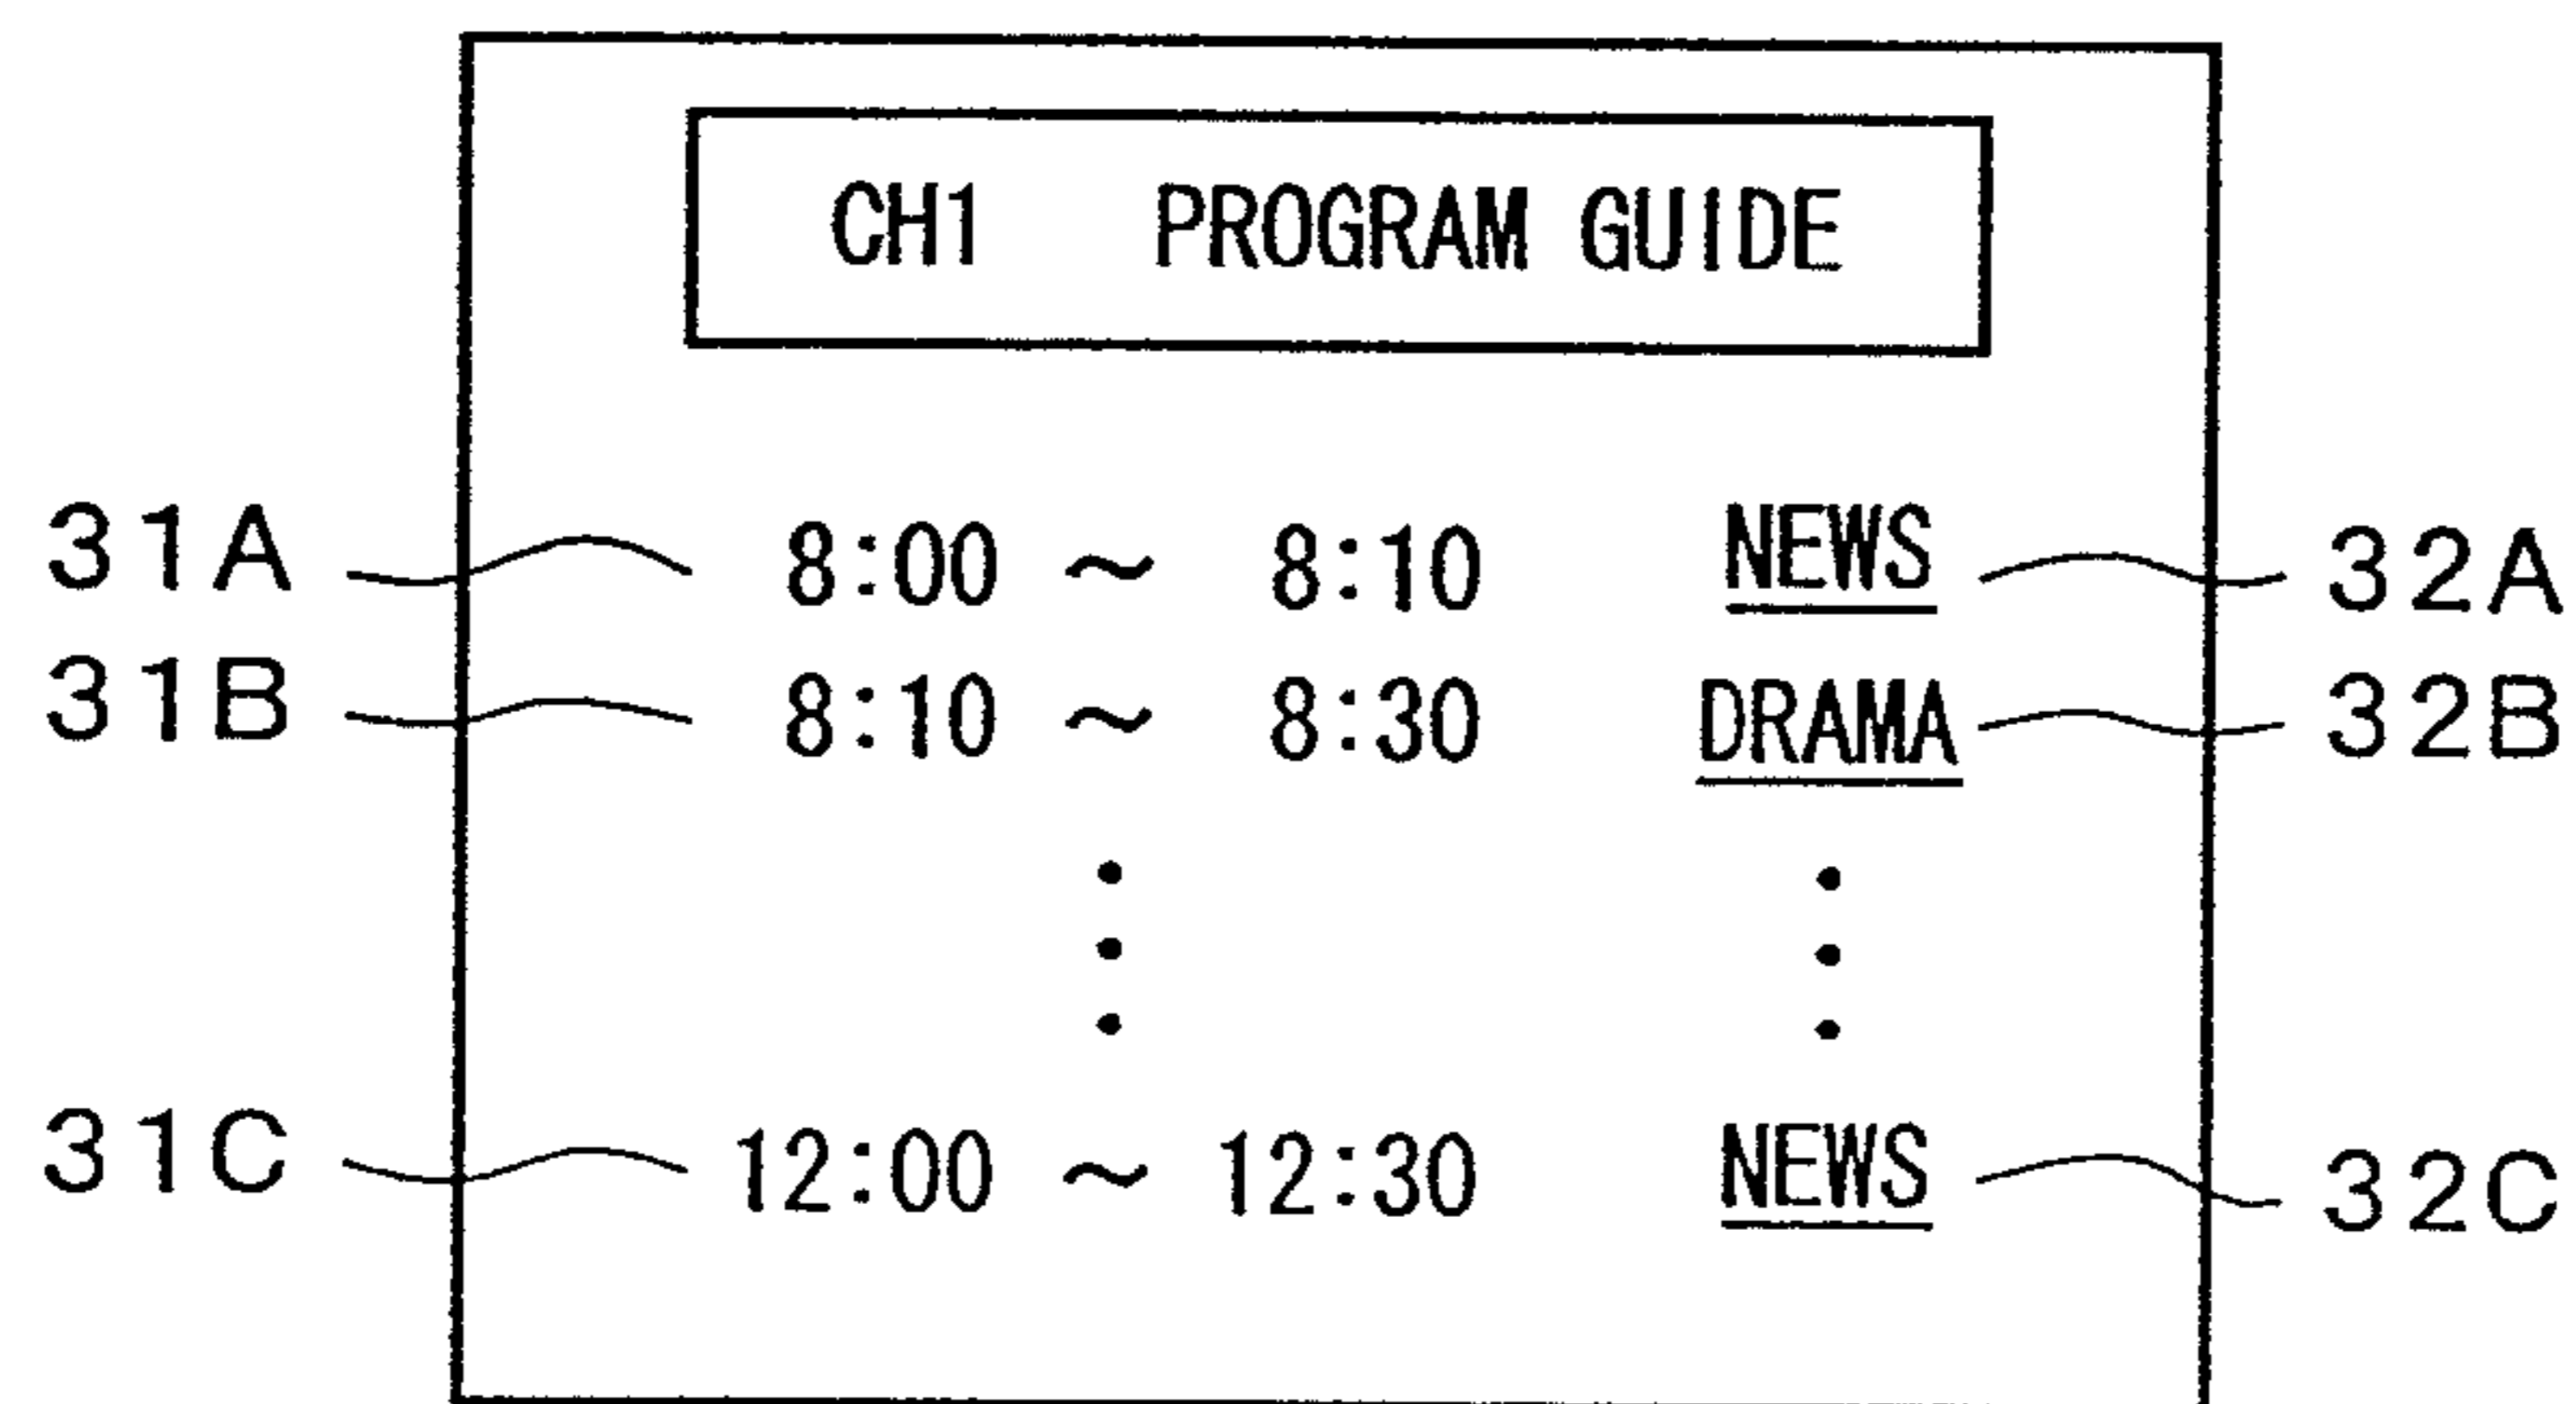 CH1 PROGRAM GUIDE
31A 8:00 ~ 8:10 NEWS 32A
31B 8:10 ~ 8:30 DRAMA 32B
31C 12:00 ~ 12:30 NEWS 32C